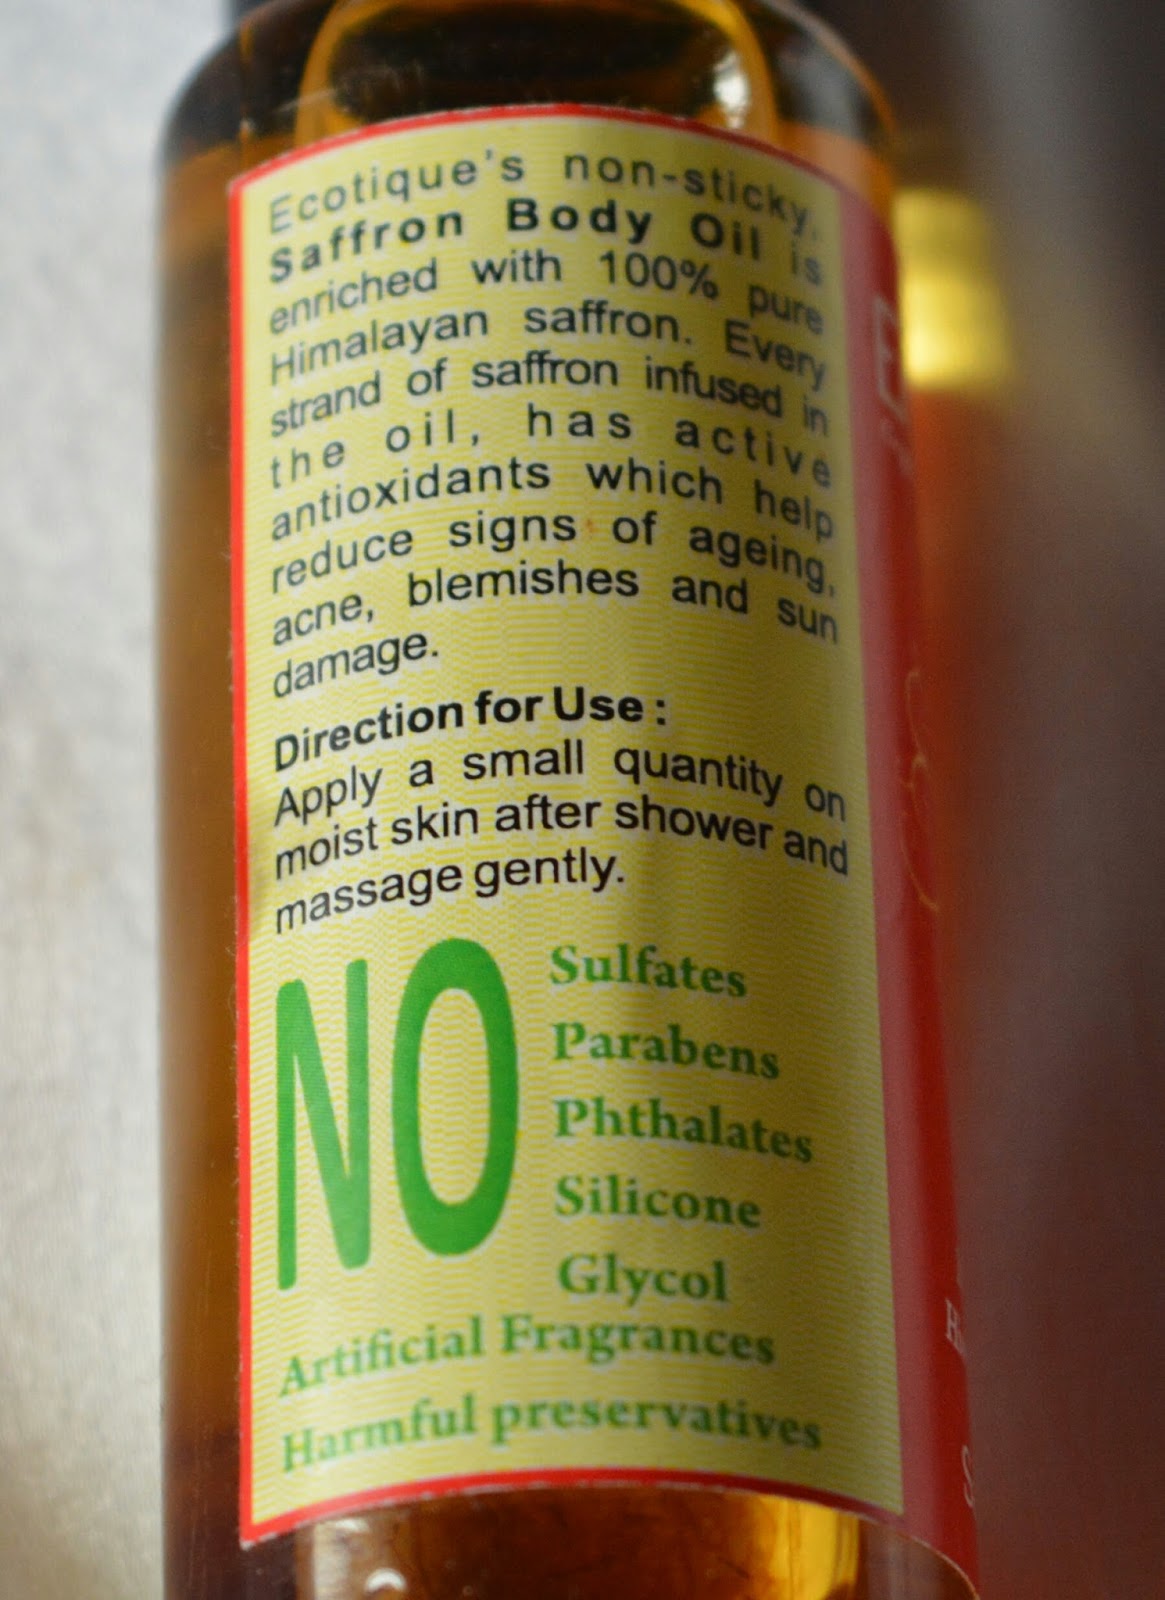 Ecotique's non-sticky,
Saffron Body Oil is
enriched with 100% pure
Himalayan saffron. Every
strand of saffron infused in
the oil, has active
antioxidants which help
reduce signs of ageing,
acne, blemishes and sun
damage.
Direction for Use :
Apply a small quantity on
moist skin after shower and
massage gently.
NO
Sulfates
Parabens
Phthalates
Silicone
Glycol
Artificial Fragrances
Harmful preservatives